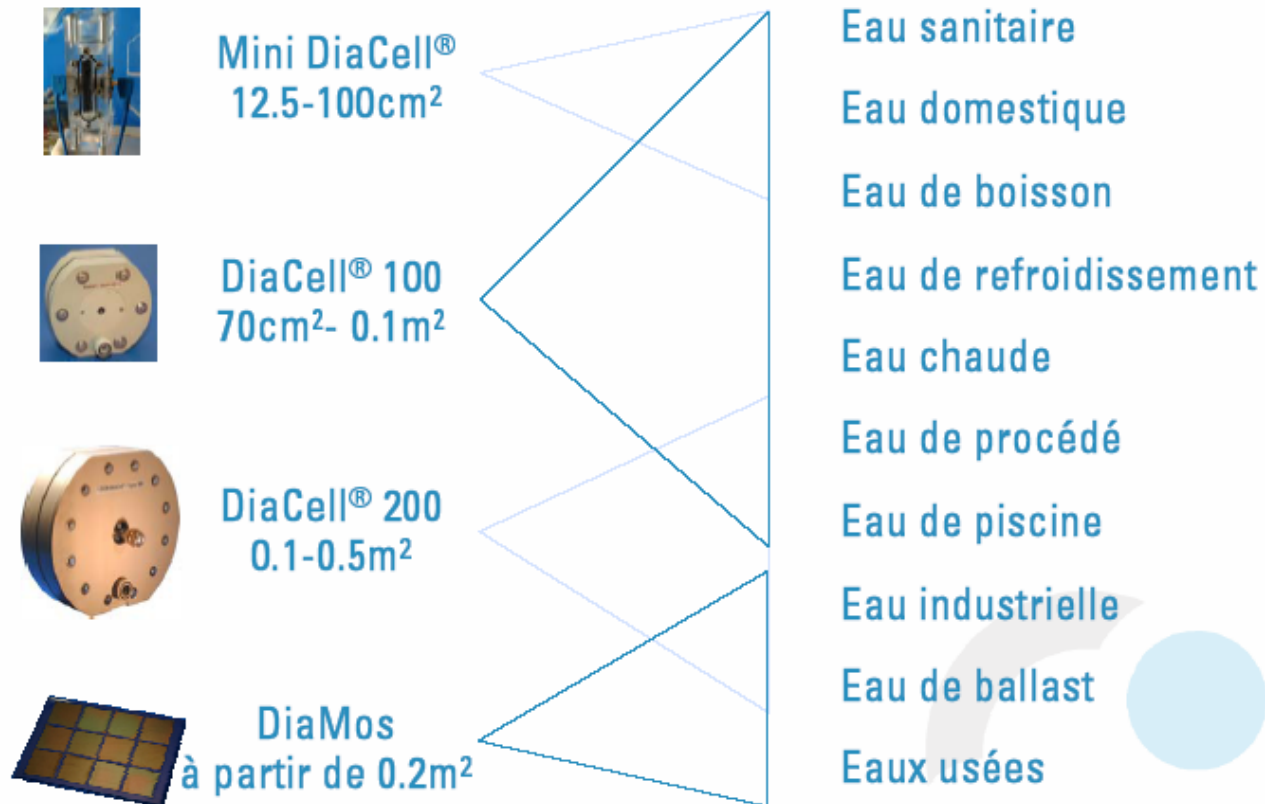 Mini DiaCell®
12.5-100cm²
DiaCell® 100
70cm²- 0.1m²
DiaCell® 200
0.1-0.5m²
DiaMos
à partir de 0.2m²
Eau sanitaire
Eau domestique
Eau de boisson
Eau de refroidissement
Eau chaude
Eau de procédé
Eau de piscine
Eau industrielle
Eau de ballast
Eaux usées